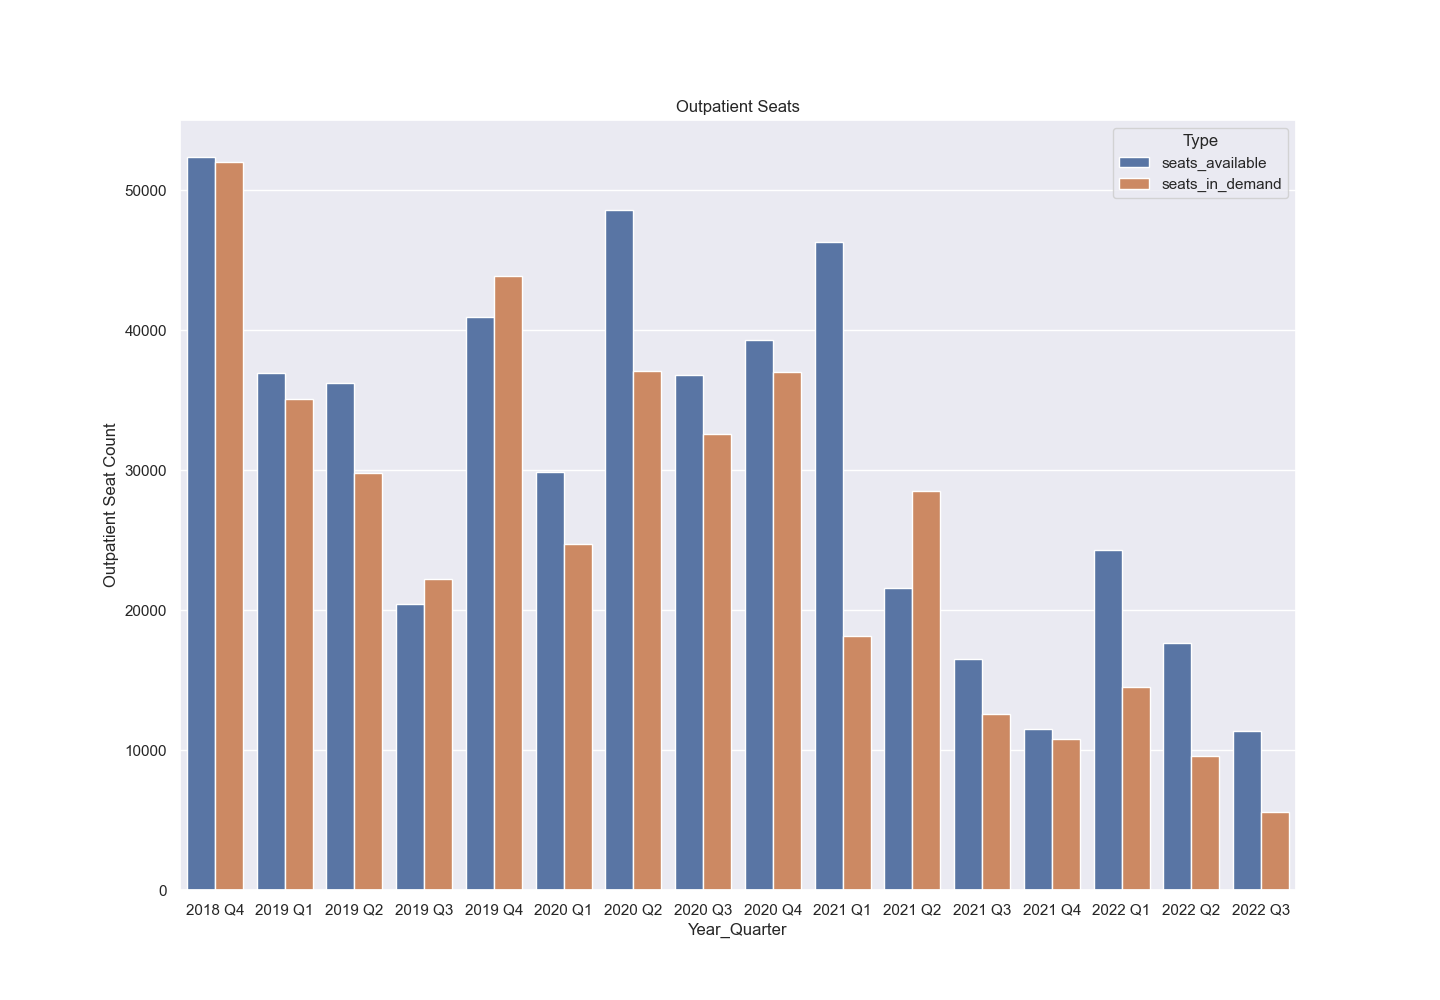 Outpatient Seats
Type
seats_available
seats_in_demand
Outpatient Seat Count
50000
40000
30000
20000
10000
0
2018 Q4 2019 Q1 2019 Q2 2019 Q3 2019 Q4 2020 Q1 2020 Q2 2020 Q3 2020 Q4 2021 Q1 2021 Q2 2021 Q3 2021 Q4 2022 Q1 2022 Q2 2022 Q3
Year_Quarter